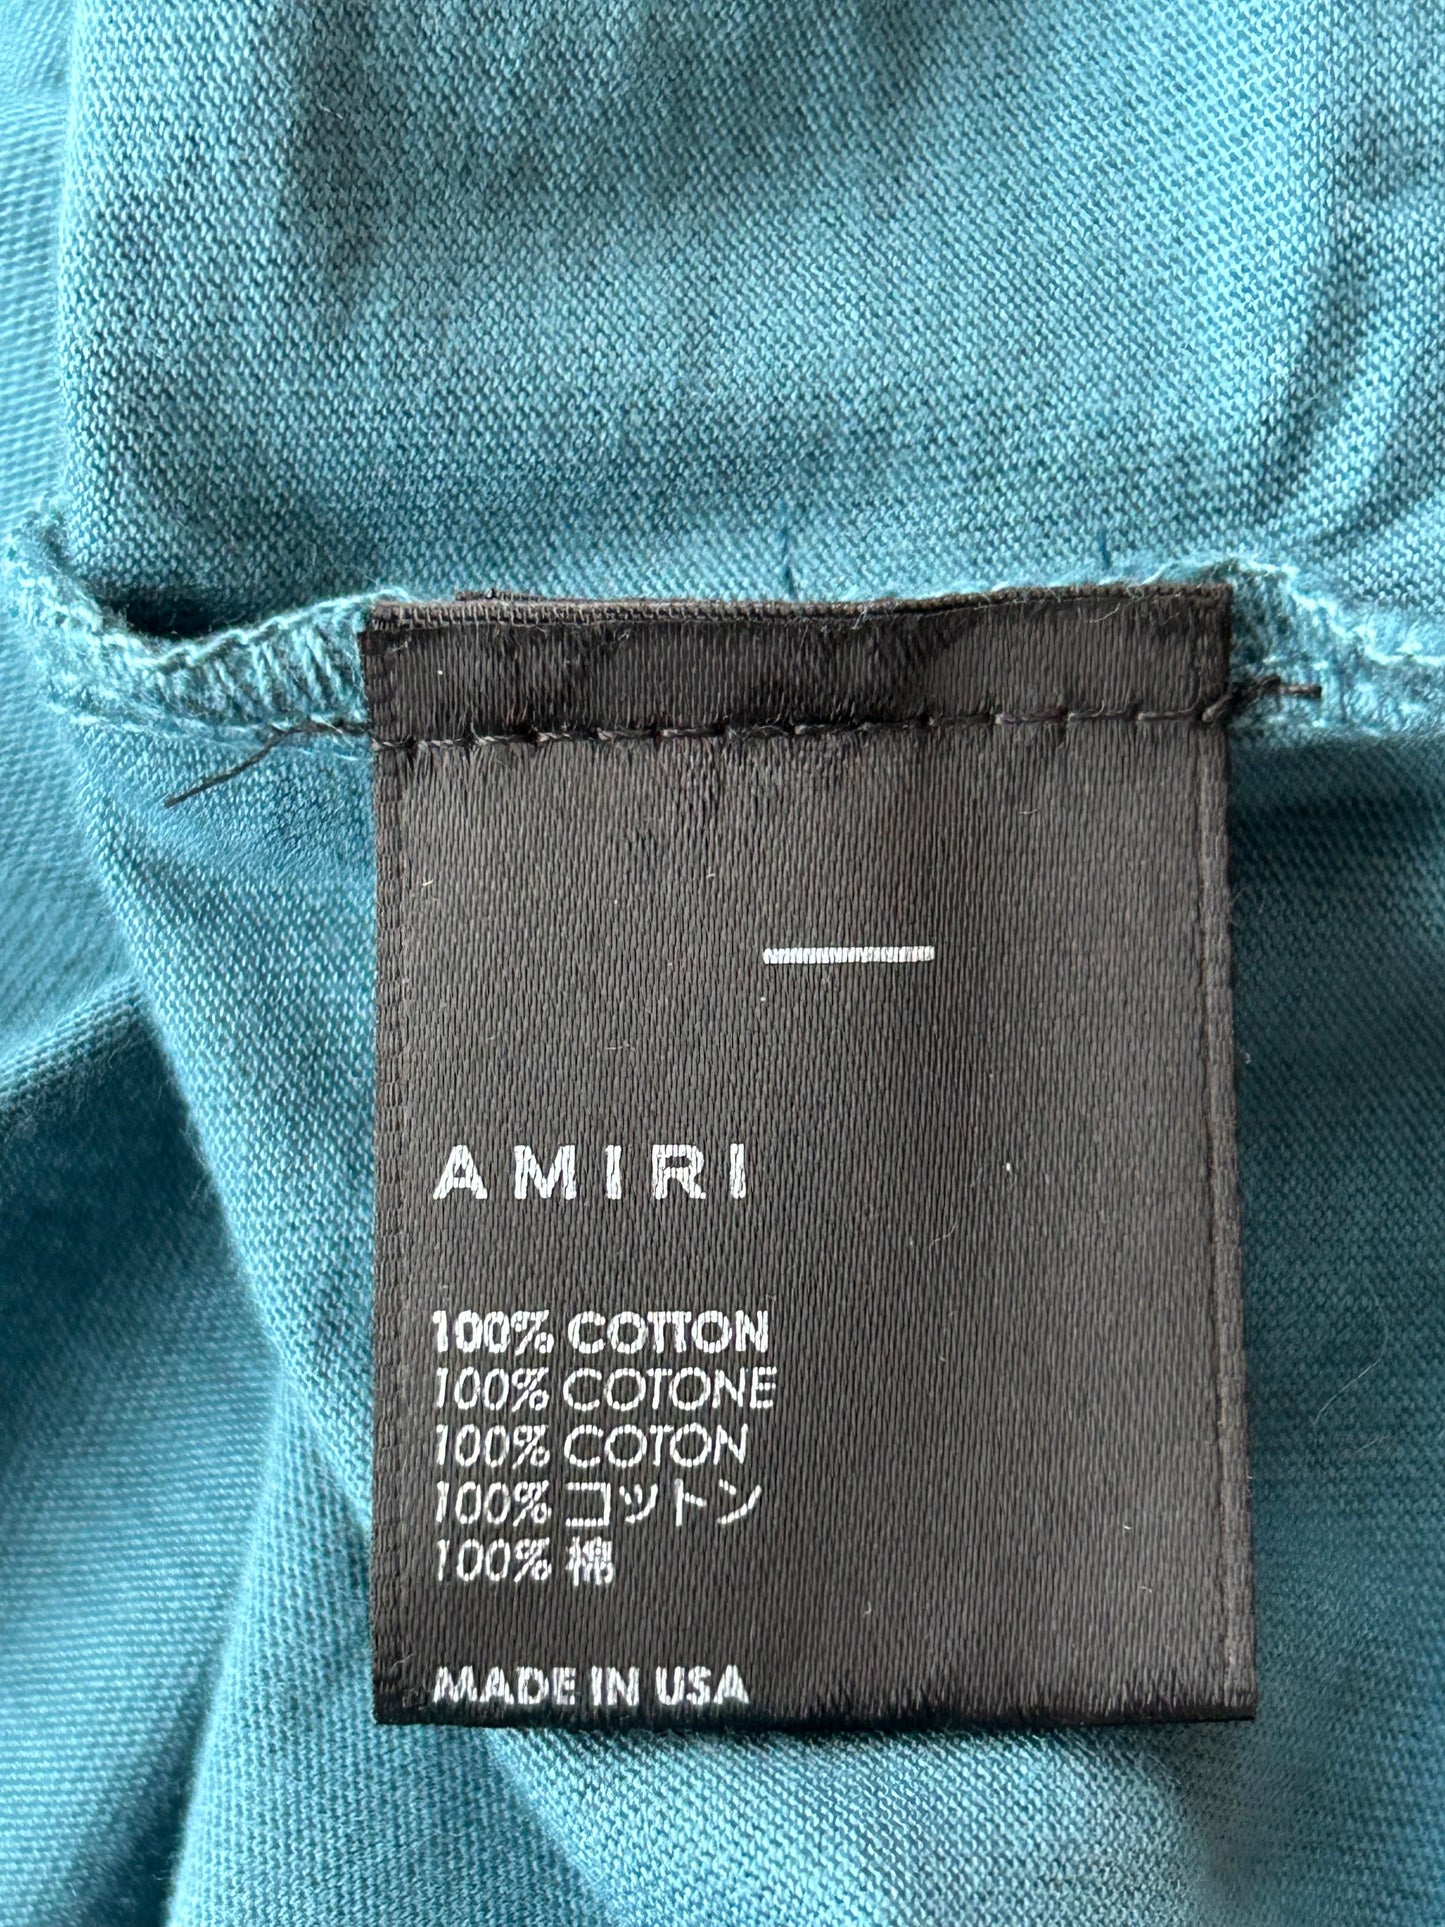 AMIRI
100% COTTON
100% COTONE
100% COTON
100% コットン
100% 棉
MADE IN USA